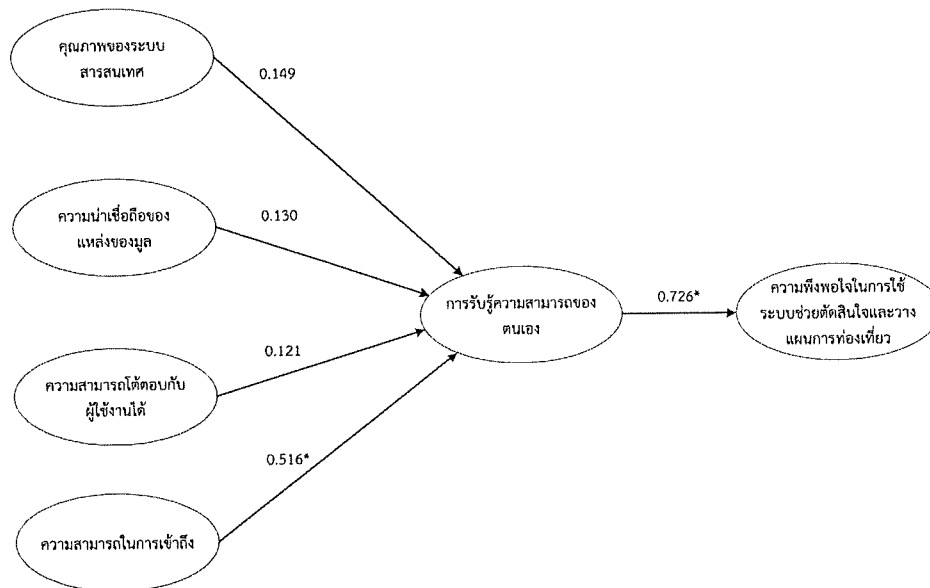 คุณภาพของระบบ
สารสนเทศ
0.149
ความน่าเชื่อถือของ
แหล่งของมูล
0.130
การรับรู้ความสามารถของ
ตนเอง
0.726*
ความพึงพอใจในการใช้
ระบบช่วยตัดสินใจและวาง
แผนการท่องเที่ยว
0.121
ความสามารถโต้ตอบกับ
ผู้ใช้งานได้
0.516*
ความสามารถในการเข้าถึง